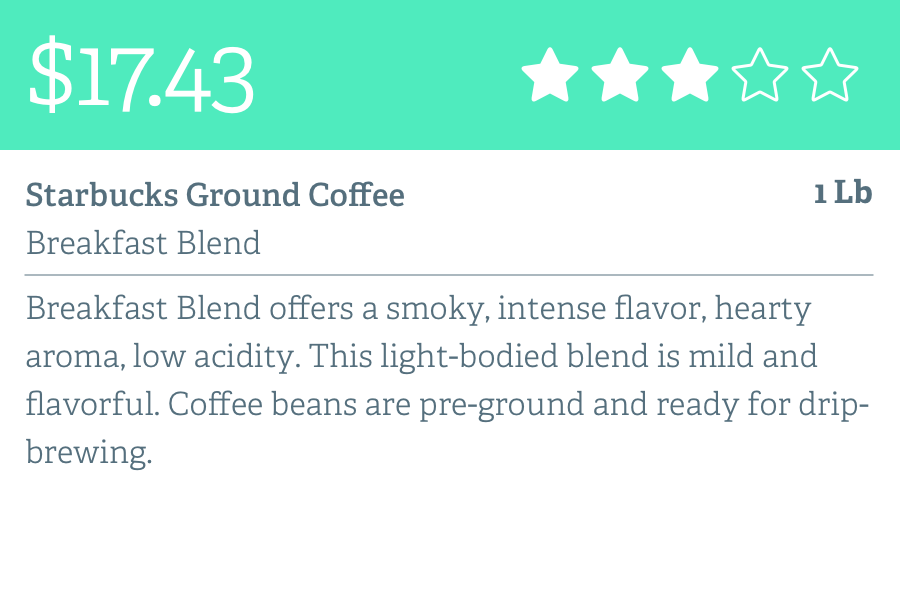 $17.43
Starbucks Ground Coffee
1 Lb
Breakfast Blend
Breakfast Blend offers a smoky, intense flavor, hearty
aroma, low acidity. This light-bodied blend is mild and
flavorful. Coffee beans are pre-ground and ready for drip-
brewing.